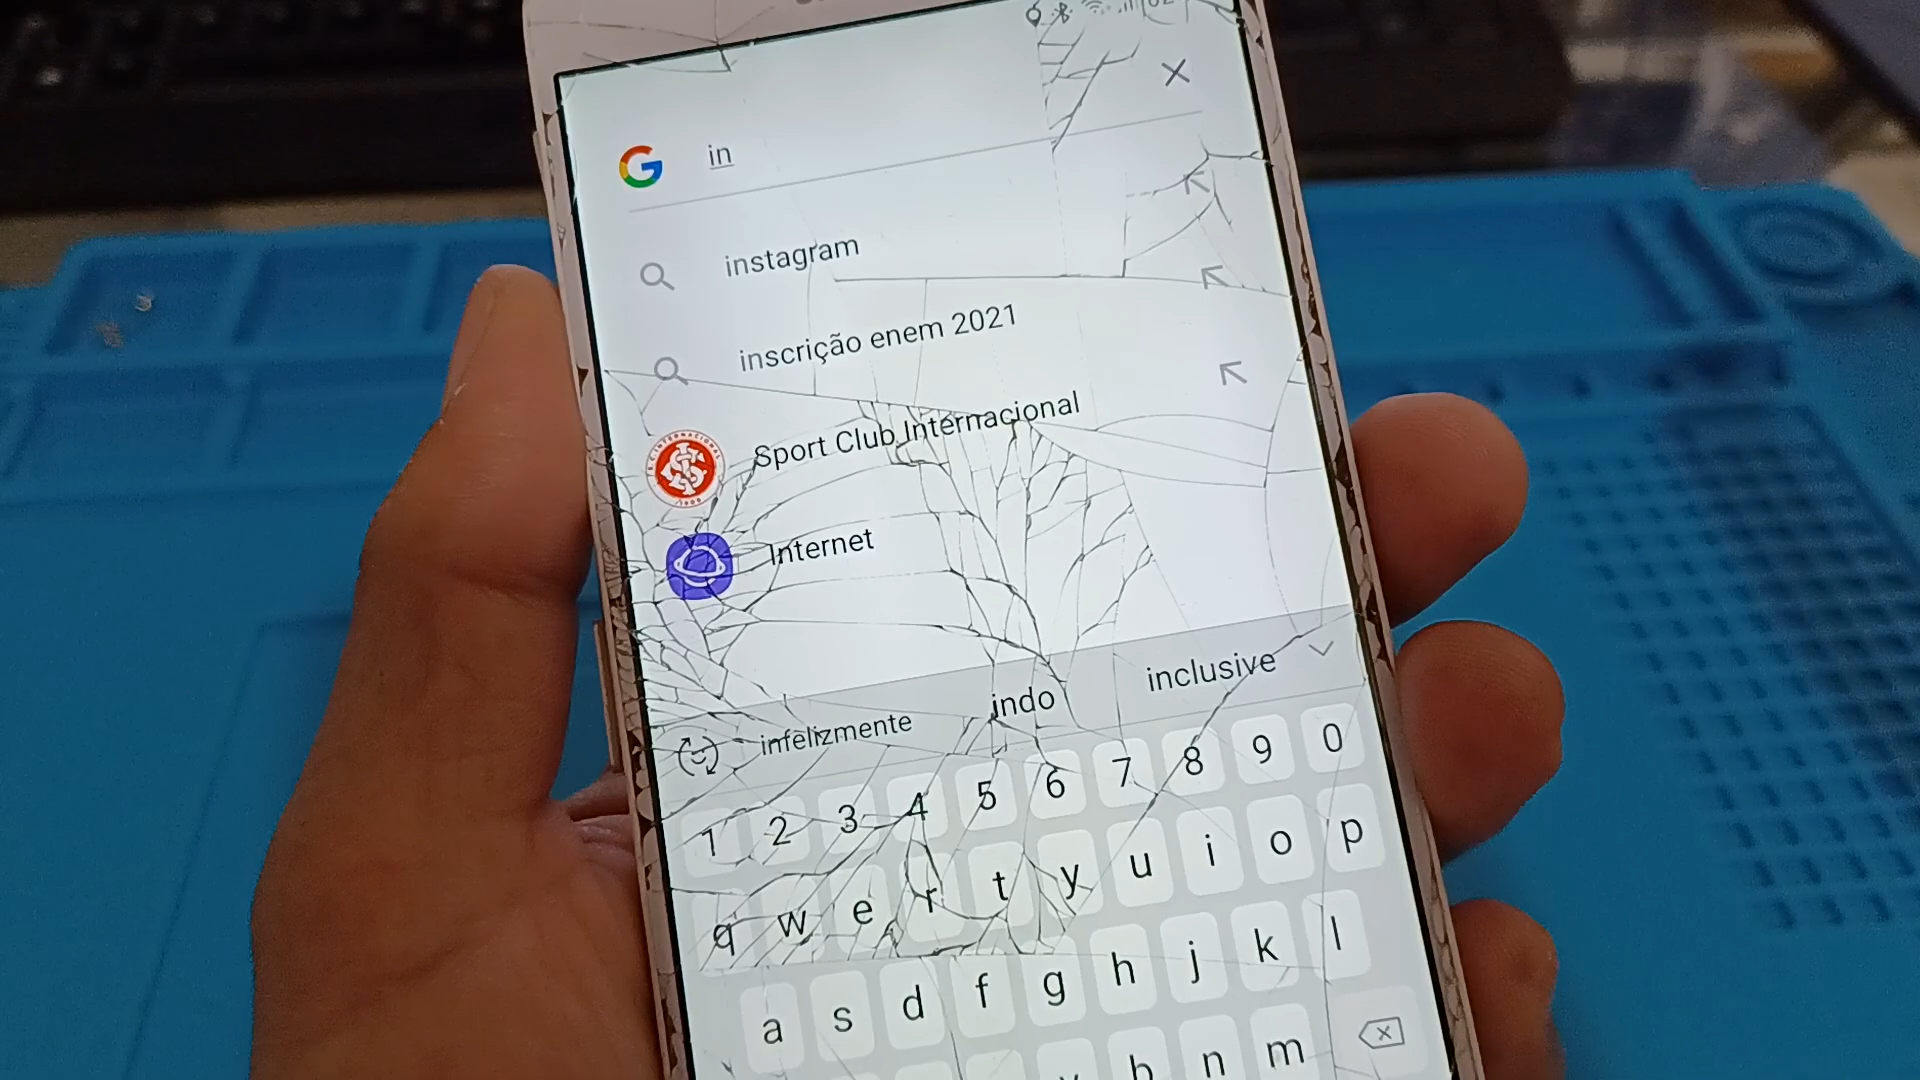 in
instagram
inscrição enem 2021
Sport Club Internacional
Internet
infelizmente indo inclusive
1 2 3 4 5 6 7 8 9 0
q w e r t y u i o p
a s d f g h j k l
b n m